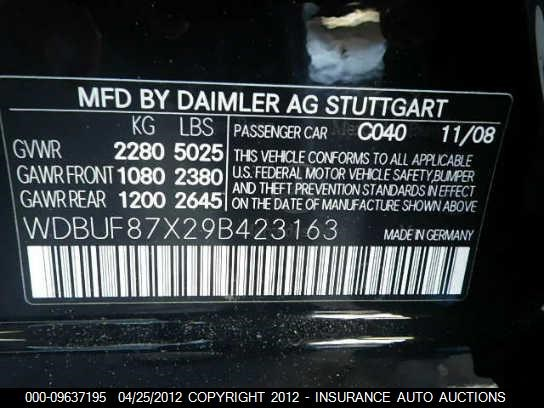 MFD BY DAIMLER AG STUTTGART
KG LBS PASSENGER CAR C040 11/08
GVWR 2280 5025
GAWR FRONT 1080 2380
GAWR REAR 1200 2645
THIS VEHICLE CONFORMS TO ALL APPLICABLE
U.S. FEDERAL MOTOR VEHICLE SAFETY,BUMPER
AND THEFT PREVENTION STANDARDS IN EFFECT
ON THE DATE OF MANUFACTURE SHOWN ABOVE.
WDBUF87X29B423163 MADE IN GERMANY
000-09637195 04/25/2012 COPYRIGHT 2012 - INSURANCE AUTO AUCTIONS